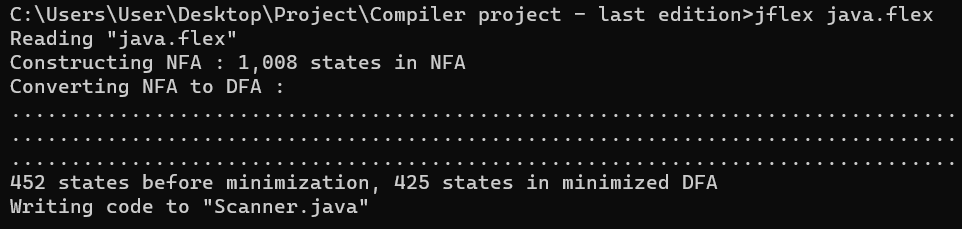 C:\Users\User\Desktop\Project\Compiler project - last edition>jflex java.flex
Reading "java.flex"
Constructing NFA : 1,008 states in NFA
Converting NFA to DFA :
...............................................................................
...............................................................................
...............................................................................
452 states before minimization, 425 states in minimized DFA
Writing code to "Scanner.java"